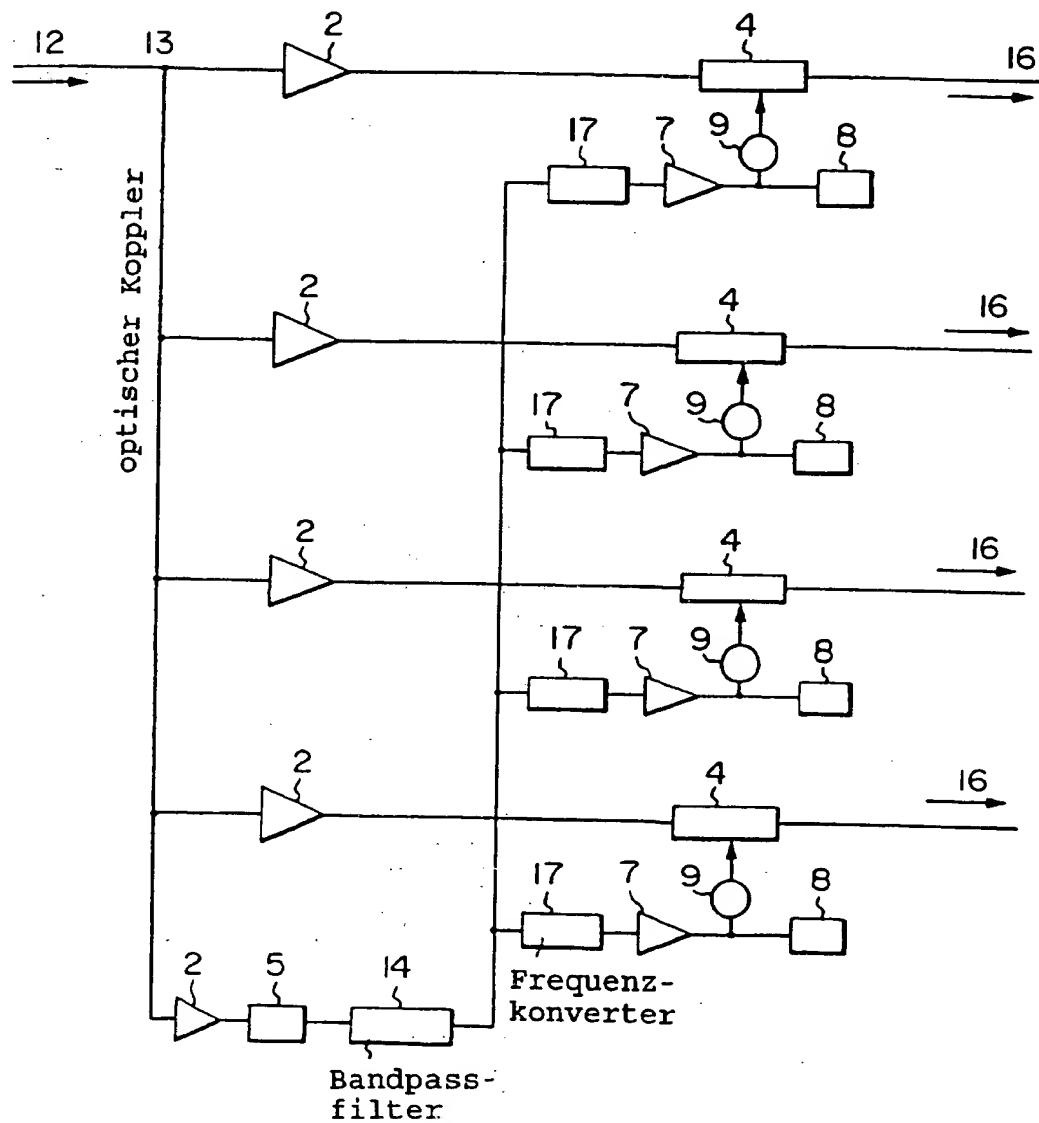 12 13 2 4 16
optischer Koppler
17 7 9 8
2 4 16
17 7 9 8
2 4 16
17 7 9 8
2 4 16
17 7 9 8
2 5 14
Frequenz-
konverter
Bandpass-
filter